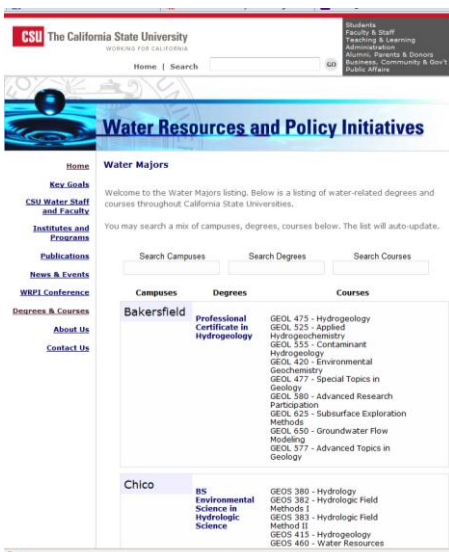 CSU The California State University
WORKING FOR CALIFORNIA
Home | Search
GO
Students
Faculty & Staff
Teaching & Learning
Administration
Alumni, Parents & Donors
Business, Community & Gov't
Public Affairs
Water Resources and Policy Initiatives
Home
Key Goals
CSU Water Staff
and Faculty
Institutes and
Programs
Publications
News & Events
WRPI Conference
Degrees & Courses
About Us
Contact Us
Water Majors
Welcome to the Water Majors listing. Below is a listing of water-related degrees and
courses throughout California State Universities.
You may search a mix of campuses, degrees, courses below. The list will auto-update.
Search Campuses Search Degrees Search Courses
Campuses Degrees Courses
Bakersfield
Professional
Certificate in
Hydrogeology
GEOL 475 - Hydrogeology
GEOL 525 - Applied
Hydrogeochemistry
GEOL 555 - Contaminant
Hydrogeology
GEOL 420 - Environmental
Geochemistry
GEOL 477 - Special Topics in
Geology
GEOL 580 - Advanced Research
Participation
GEOL 625 - Subsurface Exploration
Methods
GEOL 650 - Groundwater Flow
Modeling
GEOL 577 - Advanced Topics in
Geology
Chico
BS
Environmental
Science in
Hydrologic
Science
GEOS 380 - Hydrology
GEOS 382 - Hydrologic Field
Methods I
GEOS 383 - Hydrologic Field
Method II
GEOS 415 - Hydrogeology
GEOS 460 - Water Resources